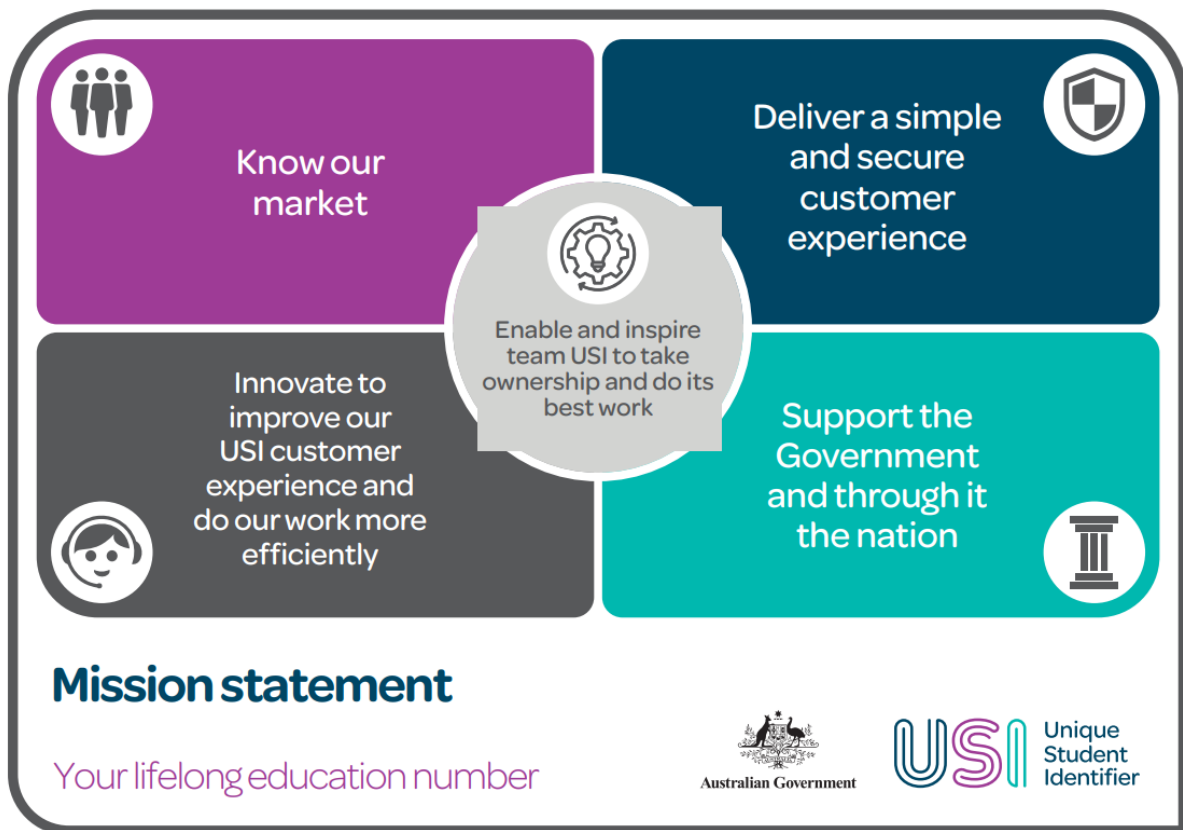 Know our
market
Deliver a simple
and secure
customer
experience
Enable and inspire
team USI to take
ownership and do its
best work
Innovate to
improve our
USI customer
experience and
do our work more
efficiently
Support the
Government
and through it
the nation
Mission statement
Your lifelong education number
Australian Government
USI
Unique
Student
Identifier